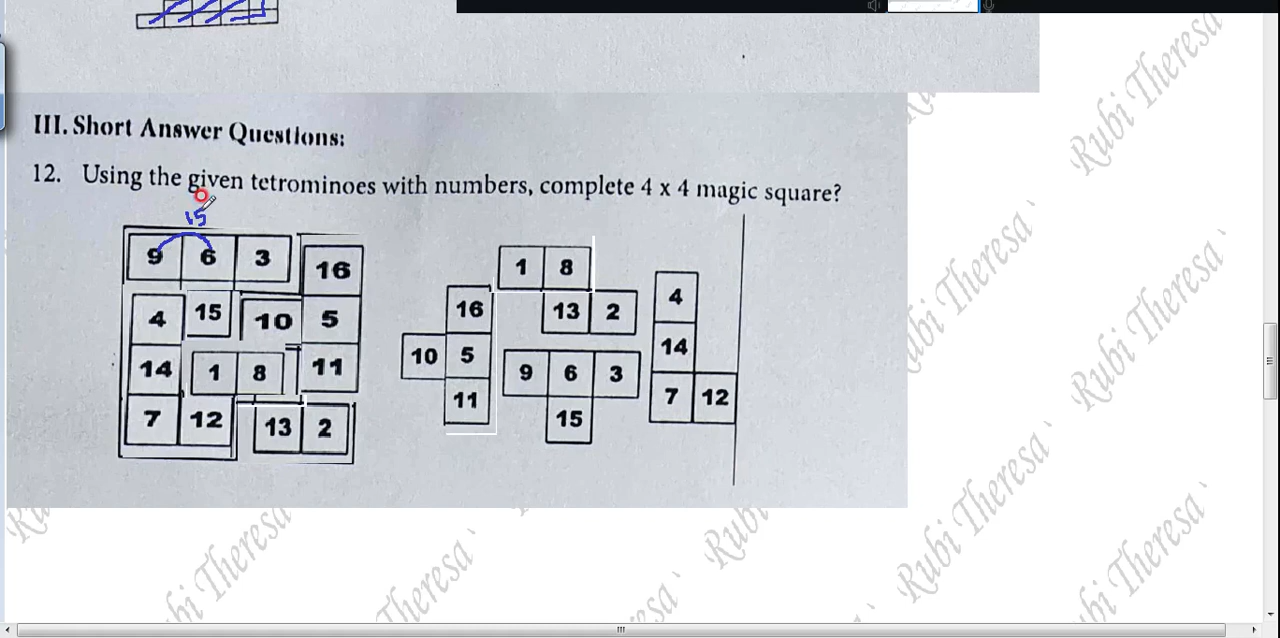 III. Short Answer Questions:
12. Using the given tetrominoes with numbers, complete 4 x 4 magic square?
15
9 6 3 16
4 15 10 5
14 1 8 11
7 12 13 2
1 8
13 2
16
10 5
11
9 6 3
15
4
14
7 12
Rubi Theresa
Rubi Theresa
Rubi Theresa
Rubi Theresa